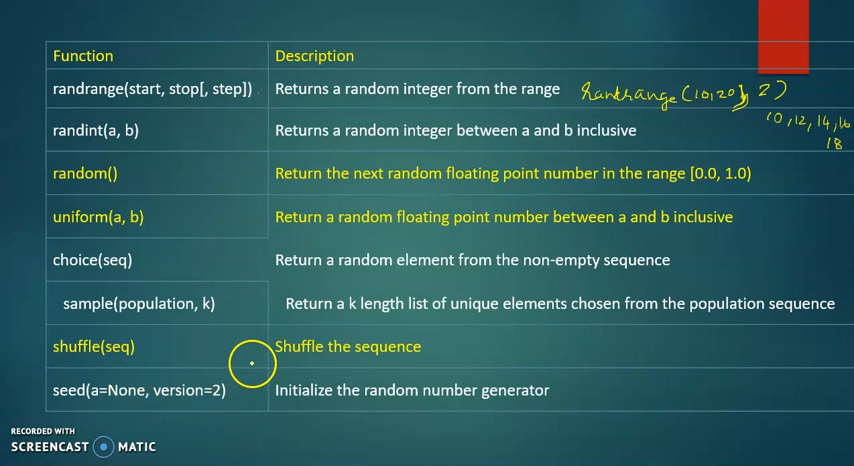 Function Description
randrange(start, stop[, step]) Returns a random integer from the range randrange(10,20, 2)
10, 12, 14, 16
18
randint(a, b) Returns a random integer between a and b inclusive
random() Return the next random floating point number in the range [0.0, 1.0)
uniform(a, b) Return a random floating point number between a and b inclusive
choice(seq) Return a random element from the non-empty sequence
sample(population, k) Return a k length list of unique elements chosen from the population sequence
shuffle(seq) Shuffle the sequence
seed(a=None, version=2) Initialize the random number generator
RECORDED WITH
SCREENCAST MATIC